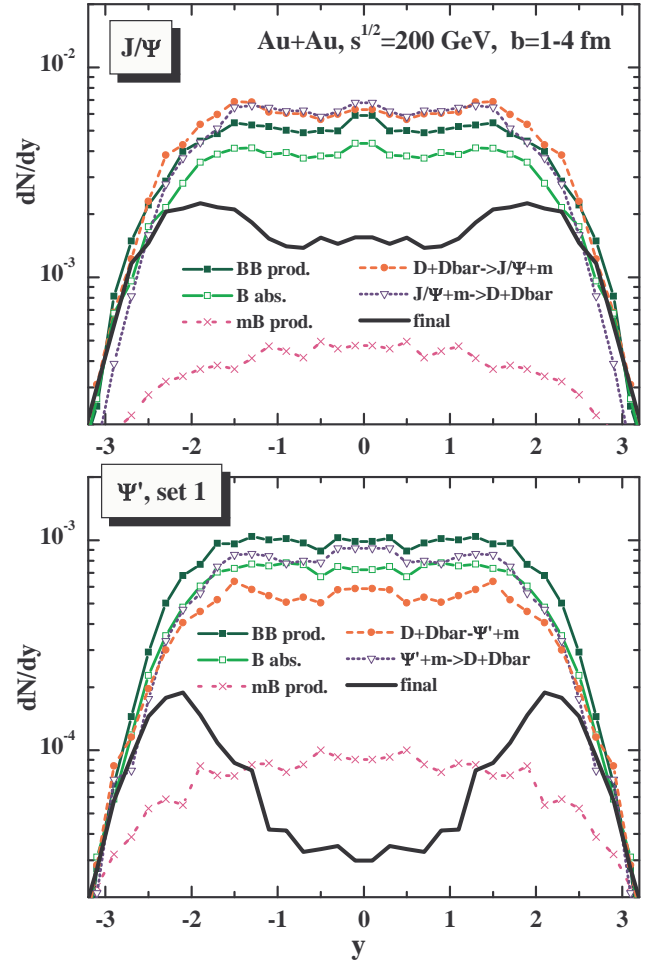 J/Ψ
Au+Au, s^{1/2}=200 GeV, b=1-4 fm
10^{-2}
10^{-3}
dN/dy
BB prod.
B abs.
mB prod.
D+Dbar->J/Ψ+m
J/Ψ+m->D+Dbar
final
-3 -2 -1 0 1 2 3
Ψ', set 1
10^{-3}
10^{-4}
dN/dy
BB prod.
B abs.
mB prod.
D+Dbar-Ψ'+m
Ψ'+m->D+Dbar
final
-3 -2 -1 0 1 2 3
y